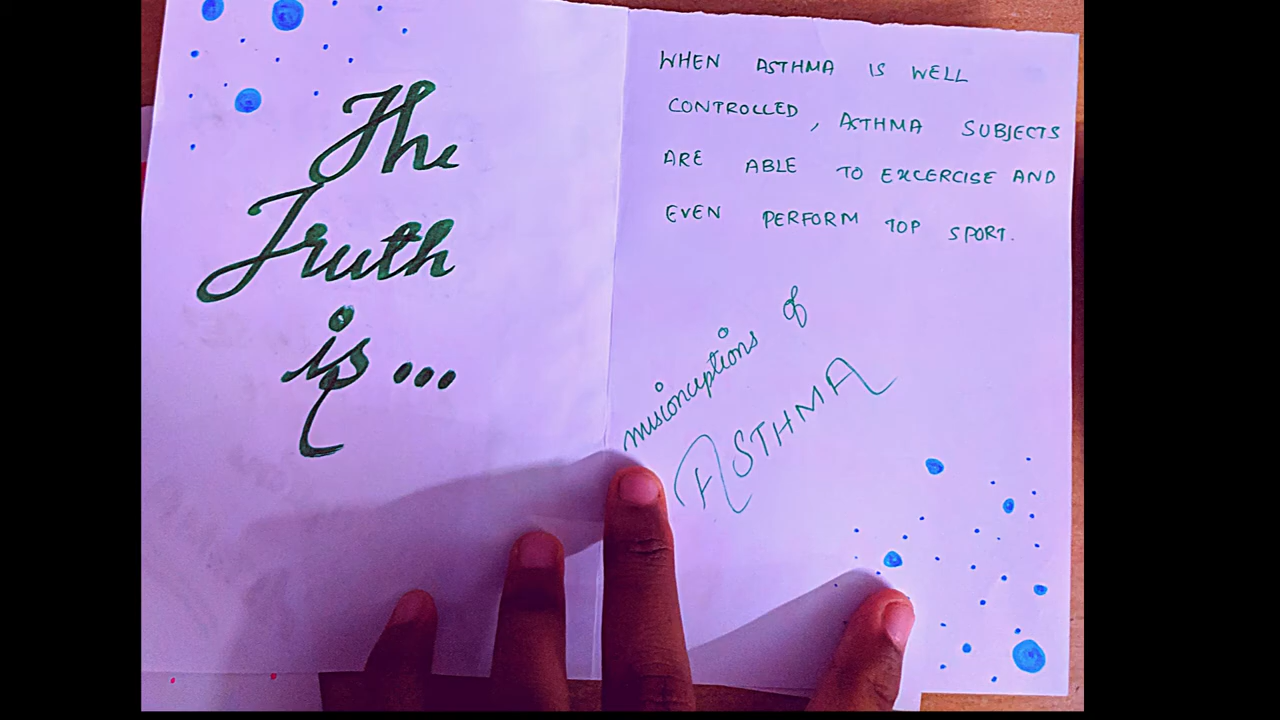 The
Truth
is...
WHEN ASTHMA IS WELL
CONTROLLED, ASTHMA SUBJECTS
ARE ABLE TO EXCERCISE AND
EVEN PERFORM TOP SPORT.
misconceptions of
ASTHMA